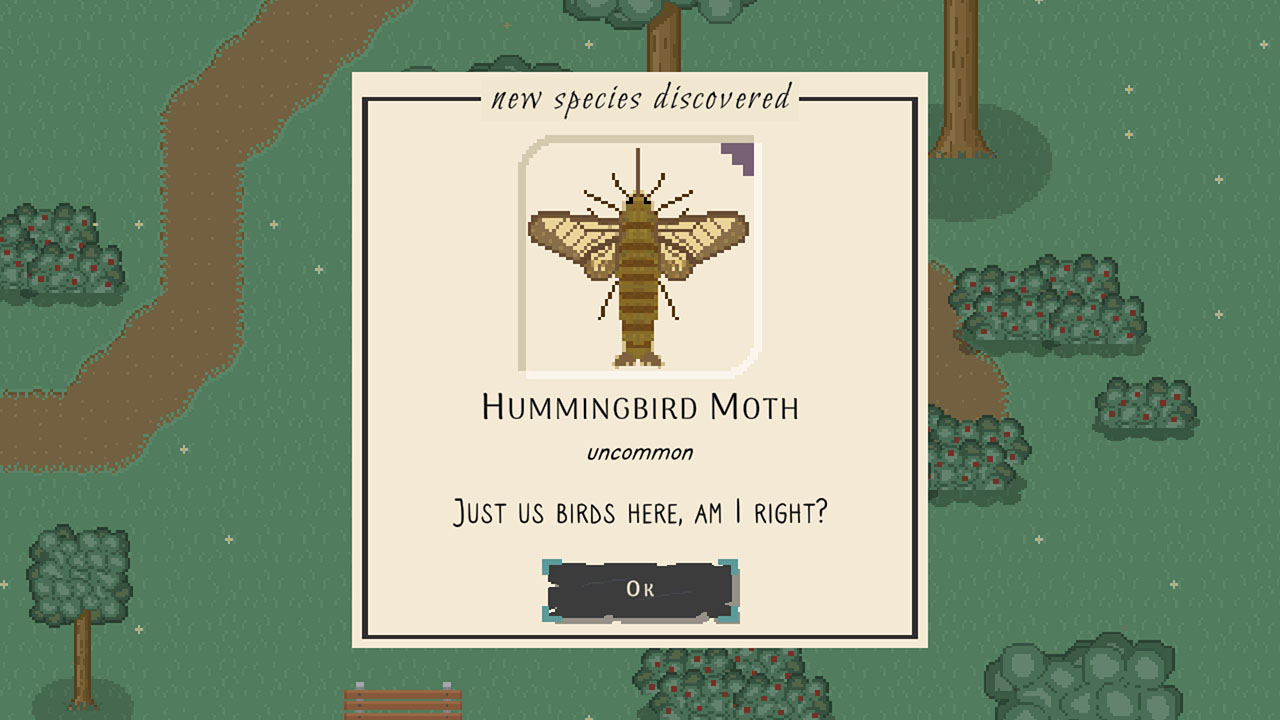 new species discovered
Hummingbird Moth
uncommon
Just us birds here, am I right?
Ok